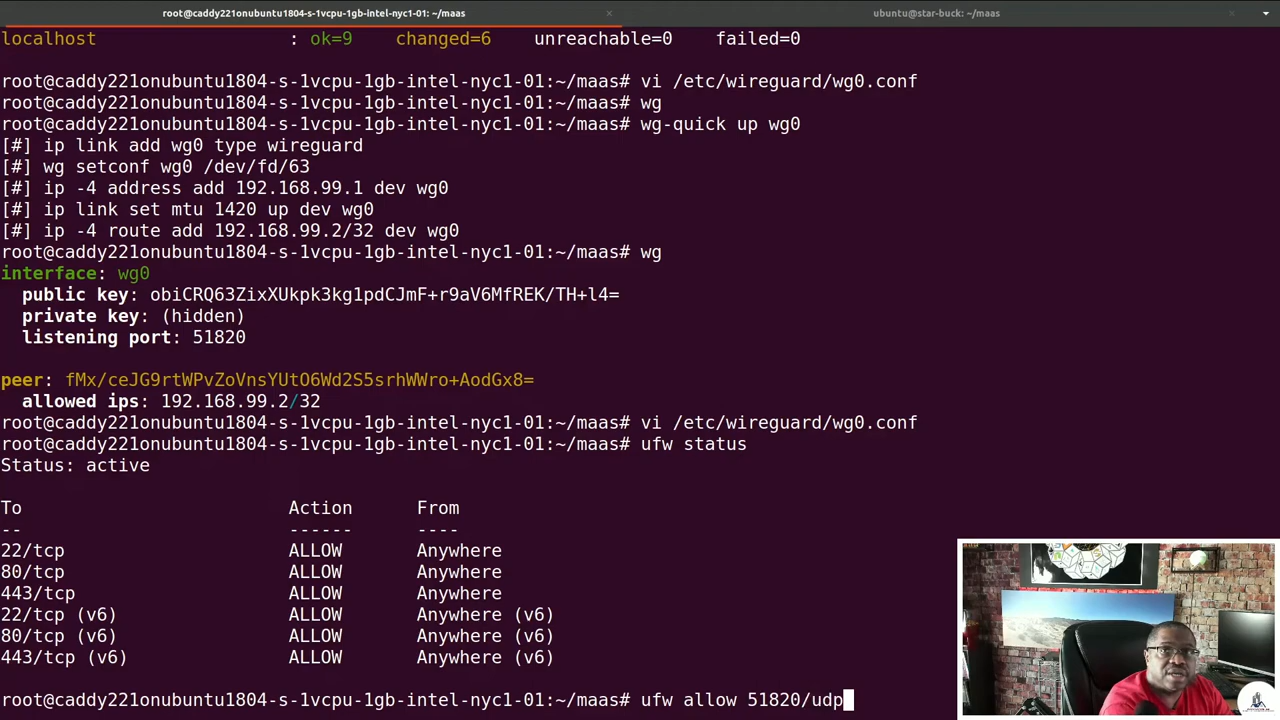 root@caddy221onubuntu1804-s-1vcpu-1gb-intel-nyc1-01: ~/maas
ubuntu@star-buck: ~/maas
localhost : ok=9 changed=6 unreachable=0 failed=0
root@caddy221onubuntu1804-s-1vcpu-1gb-intel-nyc1-01:~/maas# vi /etc/wireguard/wg0.conf
root@caddy221onubuntu1804-s-1vcpu-1gb-intel-nyc1-01:~/maas# wg
root@caddy221onubuntu1804-s-1vcpu-1gb-intel-nyc1-01:~/maas# wg-quick up wg0
[#] ip link add wg0 type wireguard
[#] wg setconf wg0 /dev/fd/63
[#] ip -4 address add 192.168.99.1 dev wg0
[#] ip link set mtu 1420 up dev wg0
[#] ip -4 route add 192.168.99.2/32 dev wg0
root@caddy221onubuntu1804-s-1vcpu-1gb-intel-nyc1-01:~/maas# wg
interface: wg0
public key: obiCRQ63ZixXUkpk3kg1pdCJmF+r9aV6MfREK/TH+l4=
private key: (hidden)
listening port: 51820
peer: fMx/ceJG9rtWPvZoVnsYUtO6Wd2S5srhWWro+AodGx8=
allowed ips: 192.168.99.2/32
root@caddy221onubuntu1804-s-1vcpu-1gb-intel-nyc1-01:~/maas# vi /etc/wireguard/wg0.conf
root@caddy221onubuntu1804-s-1vcpu-1gb-intel-nyc1-01:~/maas# ufw status
Status: active
To Action From
-- ------ ----
22/tcp ALLOW Anywhere
80/tcp ALLOW Anywhere
443/tcp ALLOW Anywhere
22/tcp (v6) ALLOW Anywhere (v6)
80/tcp (v6) ALLOW Anywhere (v6)
443/tcp (v6) ALLOW Anywhere (v6)
root@caddy221onubuntu1804-s-1vcpu-1gb-intel-nyc1-01:~/maas# ufw allow 51820/udp